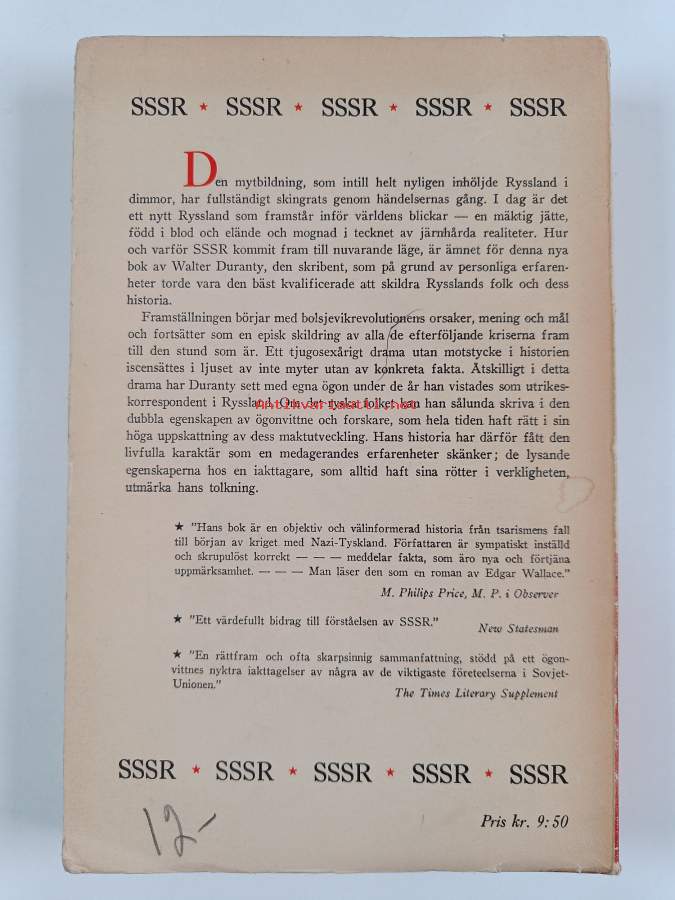 SSSR ★ SSSR ★ SSSR ★ SSSR ★ SSSR
Den mytbildning, som intill helt nyligen inhöljde Ryssland i
dimmor, har fullständigt skingrats genom händelsernas gång. I dag är det
ett nytt Ryssland som framstår inför världens blickar — en mäktig jätte,
född i blod och elände och mognad i tecknet av järnhårda realiteter. Hur
och varför SSSR kommit fram till nuvarande läge, är ämnet för denna nya
bok av Walter Duranty, den skribent, som på grund av personliga erfaren-
heter torde vara den bäst kvalificerade att skildra Rysslands folk och dess
historia.
Framställningen börjar med bolsjevikrevolutionens orsaker, mening och mål
och fortsätter som en episk skildring av alla de efterföljande kriserna fram
till den stund som är. Ett tjugosexårigt drama utan motstycke i historien
iscensättes i ljuset av inte myter utan av konkreta fakta. Åtskilligt i detta
drama har Duranty sett med egna ögon under de år han vistades som utrikes-
korrespondent i Ryssland. Om det ryska folket kan han sålunda skriva i den
dubbla egenskapen av ögonvittne och forskare, som hela tiden haft rätt i sin
höga uppskattning av dess maktutveckling. Hans historia har därför fått den
livfulla karaktär som en medagerandes erfarenheter skänker; de lysande
egenskaperna hos en iakttagare, som alltid haft sina rötter i verkligheten,
utmärka hans tolkning.
Antikvariaatti.net
★ "Hans bok är en objektiv och välinformerad historia från tsarismens fall
till början av kriget med Nazi-Tyskland. Författaren är sympatiskt inställd
och skrupulöst korrekt — — — meddelar fakta, som äro nya och förtjäna
uppmärksamhet. — — — Man läser den som en roman av Edgar Wallace."
M. Philips Price, M. P. i Observer
★ "Ett värdefullt bidrag till förståelsen av SSSR."
New Statesman
★ "En rättfram och ofta skarpsinnig sammanfattning, stödd på ett ögon-
vittnes nyktra iakttagelser av några av de viktigaste företeelserna i Sovjet-
Unionen."
The Times Literary Supplement
SSSR ★ SSSR ★ SSSR ★ SSSR ★ SSSR
12-
Pris kr. 9:50